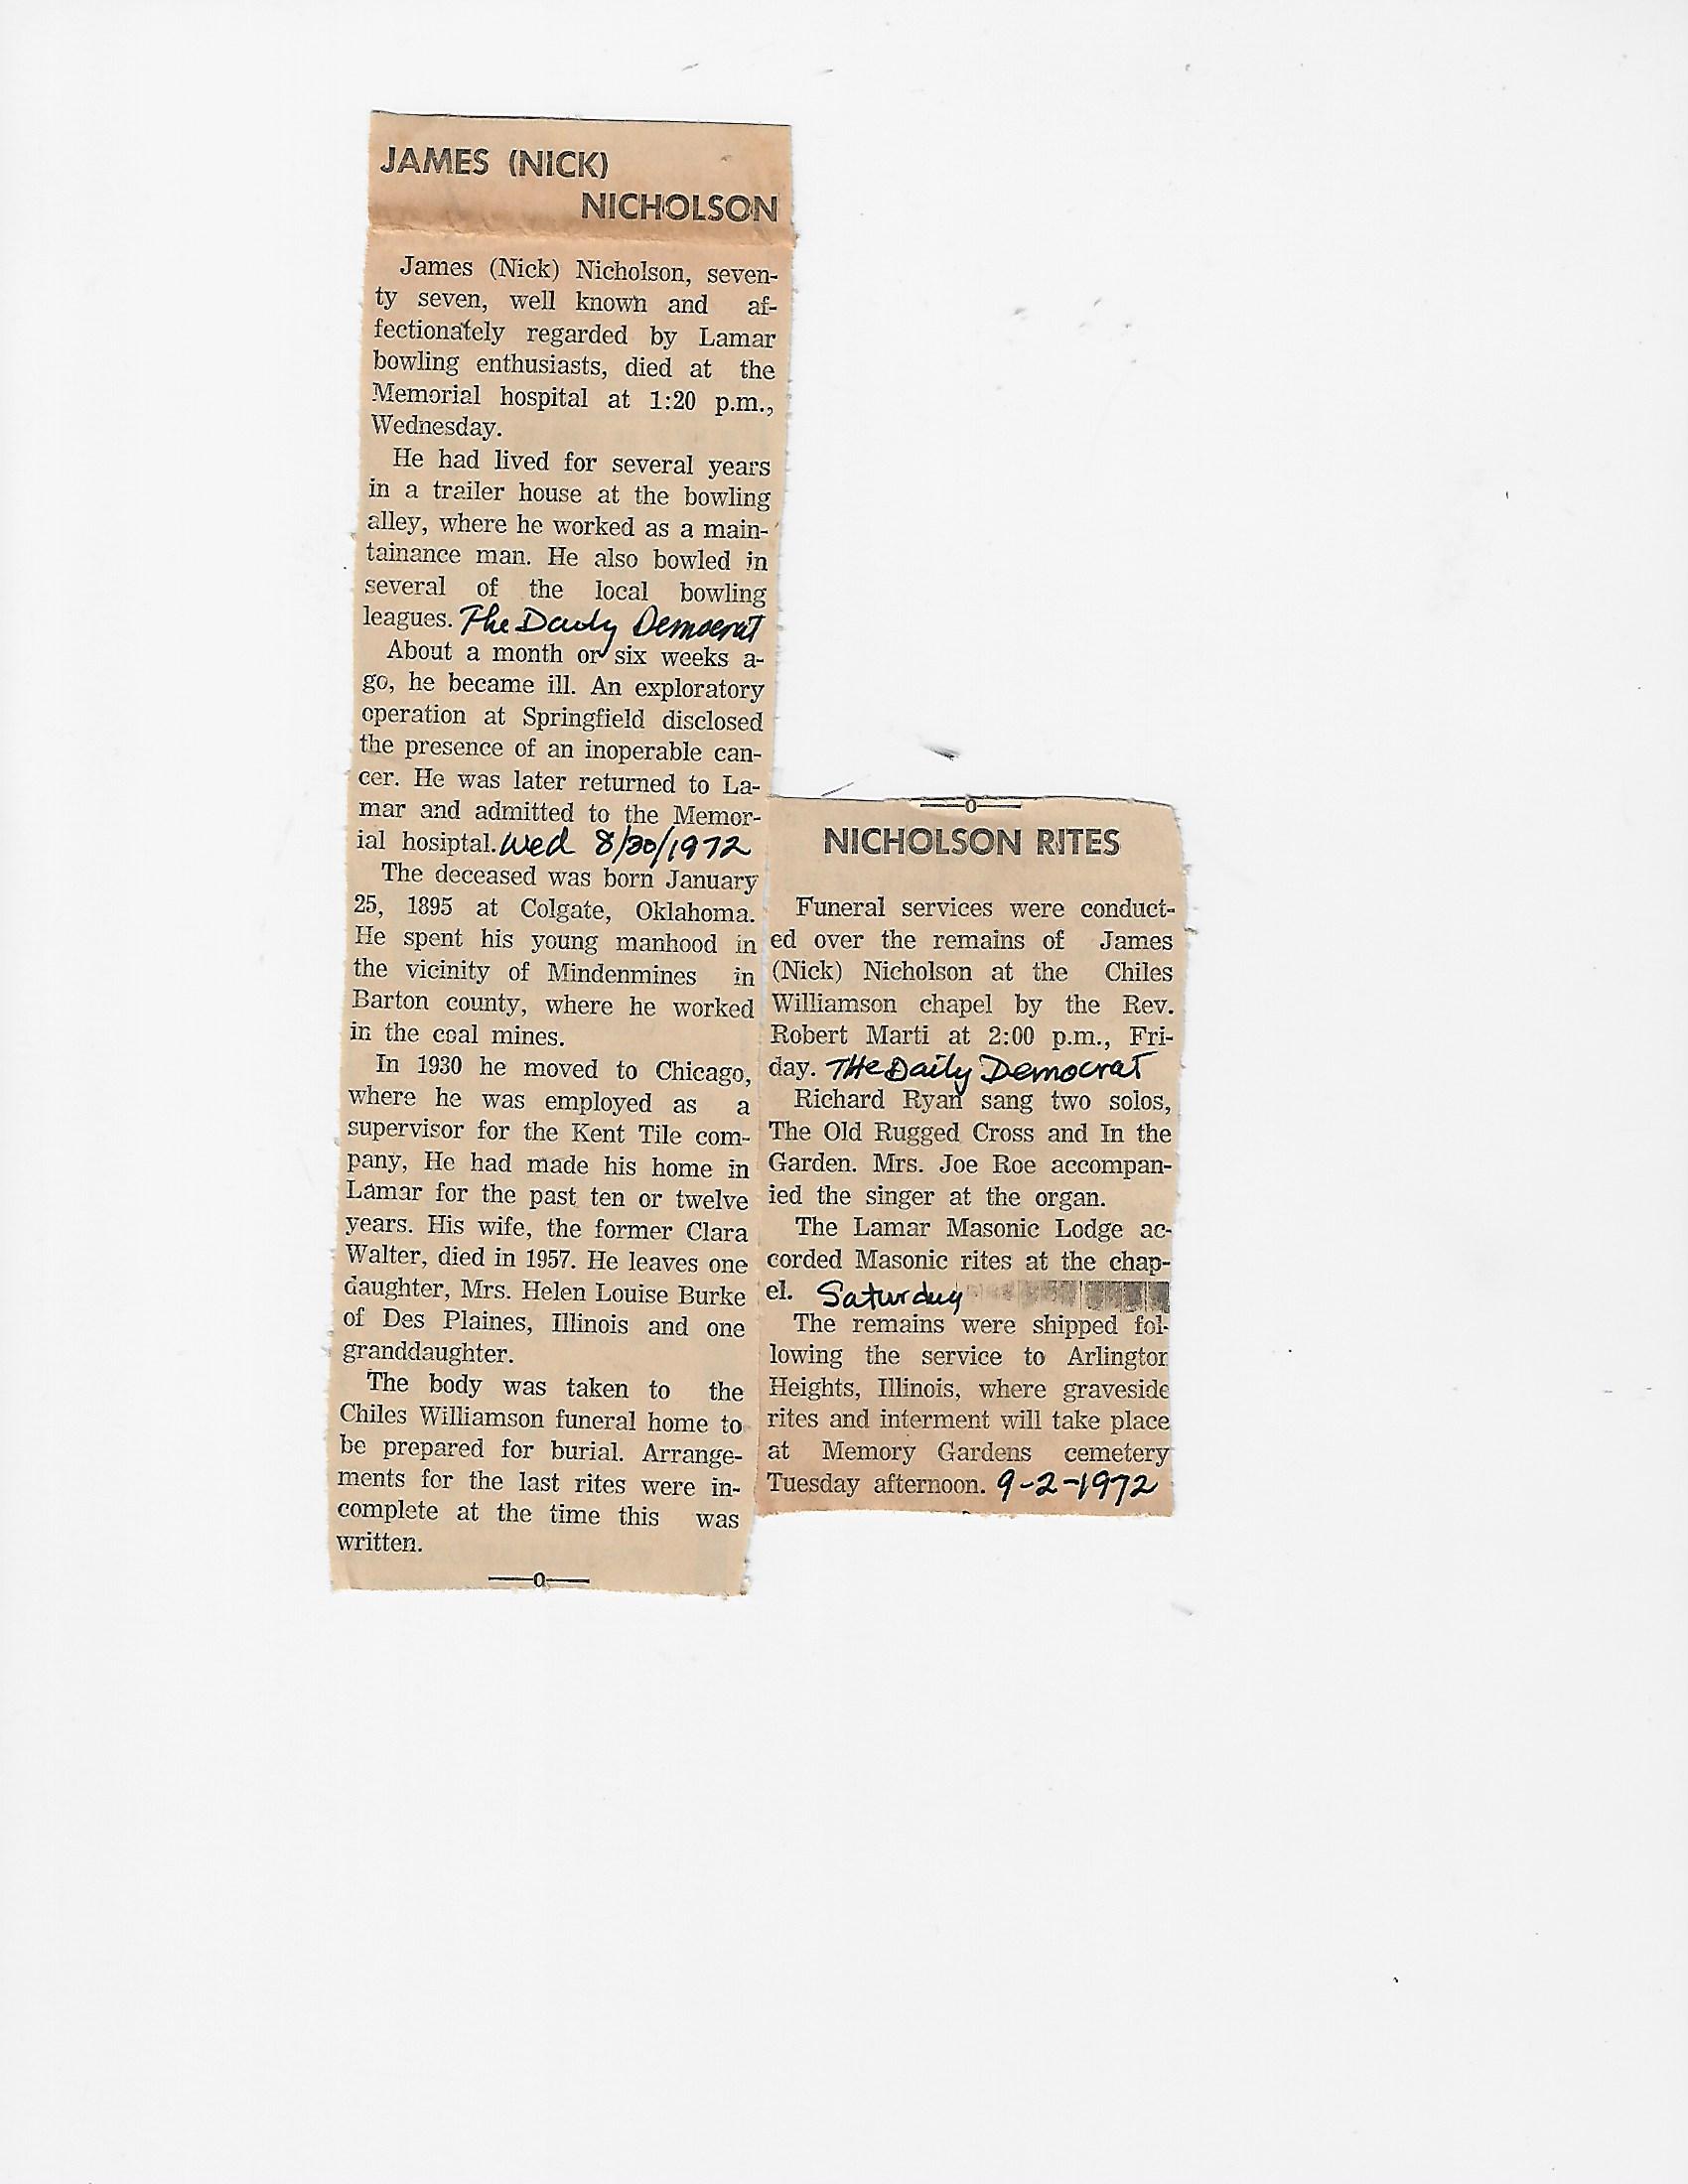 JAMES (NICK)
NICHOLSON
James (Nick) Nicholson, seven-
ty seven, well known and af-
fectionately regarded by Lamar
bowling enthusiasts, died at the
Memorial hospital at 1:20 p.m.,
Wednesday.
He had lived for several years
in a trailer house at the bowling
alley, where he worked as a main-
tainance man. He also bowled in
several of the local bowling
leagues. The Daily Democrat
About a month or six weeks a-
go, he became ill. An exploratory
operation at Springfield disclosed
the presence of an inoperable can-
cer. He was later returned to La-
mar and admitted to the Memor-
ial hosiptal. Wed 8/30/1972
The deceased was born January
25, 1895 at Colgate, Oklahoma.
He spent his young manhood in
the vicinity of Mindenmines in
Barton county, where he worked
in the coal mines.
In 1930 he moved to Chicago,
where he was employed as a
supervisor for the Kent Tile com-
pany, He had made his home in
Lamar for the past ten or twelve
years. His wife, the former Clara
Walter, died in 1957. He leaves one
daughter, Mrs. Helen Louise Burke
of Des Plaines, Illinois and one
granddaughter.
The body was taken to the
Chiles Williamson funeral home to
be prepared for burial. Arrange-
ments for the last rites were in-
complete at the time this was
written.
—o—
—o—
NICHOLSON RITES
Funeral services were conduct-
ed over the remains of James
(Nick) Nicholson at the Chiles
Williamson chapel by the Rev.
Robert Marti at 2:00 p.m., Fri-
day. THe Daily Democrat
Richard Ryan sang two solos,
The Old Rugged Cross and In the
Garden. Mrs. Joe Roe accompan-
ied the singer at the organ.
The Lamar Masonic Lodge ac-
corded Masonic rites at the chap-
el. Saturday
The remains were shipped fol-
lowing the service to Arlington
Heights, Illinois, where graveside
rites and interment will take place
at Memory Gardens cemetery
Tuesday afternoon. 9-2-1972